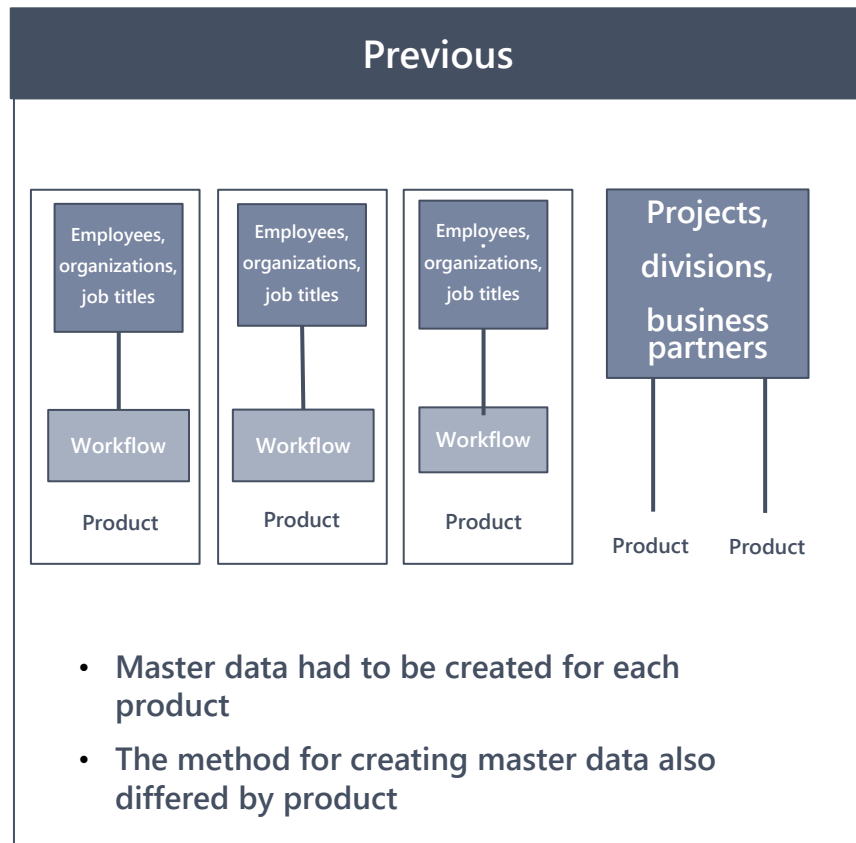 Previous
Employees,
organizations,
job titles
Workflow
Product
Employees,
organizations,
job titles
Workflow
Product
Employees,
organizations,
job titles
Workflow
Product
Projects,
divisions,
business
partners
Product
Product
• Master data had to be created for each
product
• The method for creating master data also
differed by product